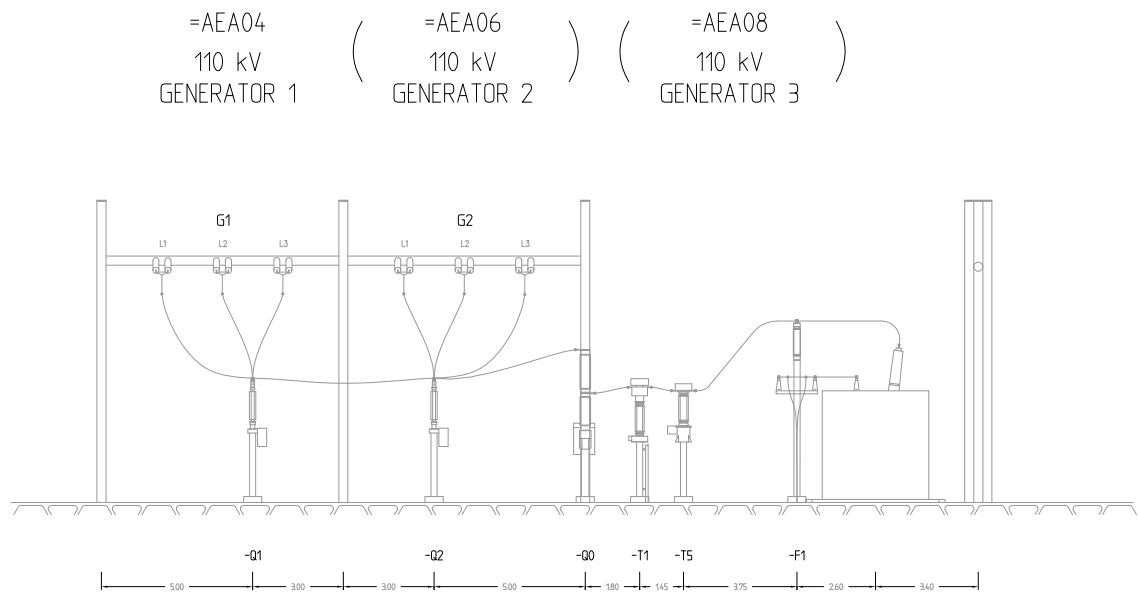 =AEA04 ( =AEA06 ) ( =AEA08 )
110 kV 110 kV 110 kV
GENERATOR 1 GENERATOR 2 GENERATOR 3
G1 G2
L1 L2 L3 L1 L2 L3
-Q1 -Q2 -Q0 -T1 -T5 -F1
5.00 3.00 3.00 5.00 1.80 1.45 3.75 2.60 3.40